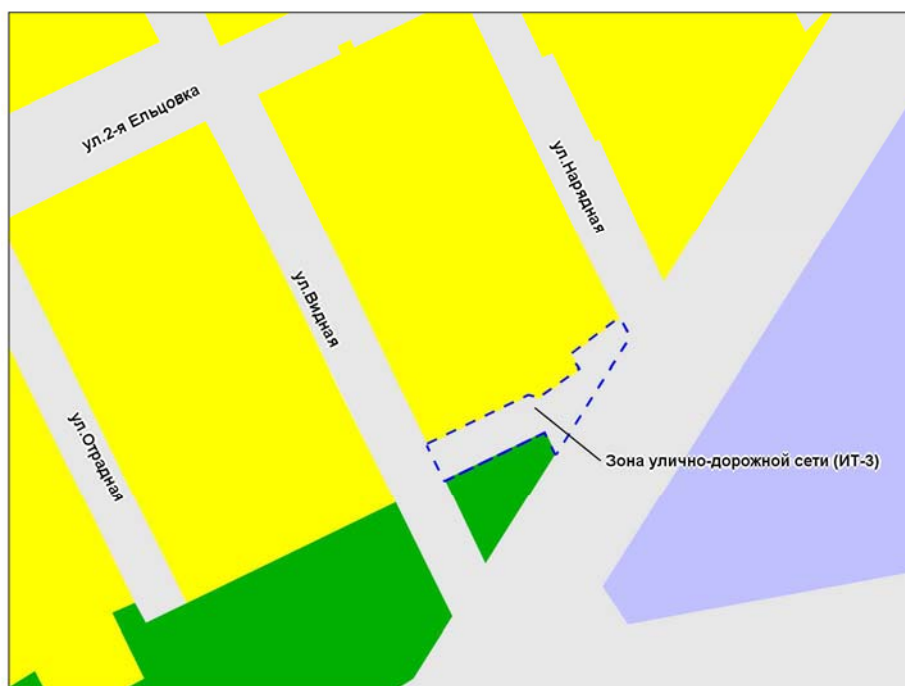 ул.2-я Ельцовка
ул.Нарядная
ул.Видная
ул.Отрадная
Зона улично-дорожной сети (ИТ-3)